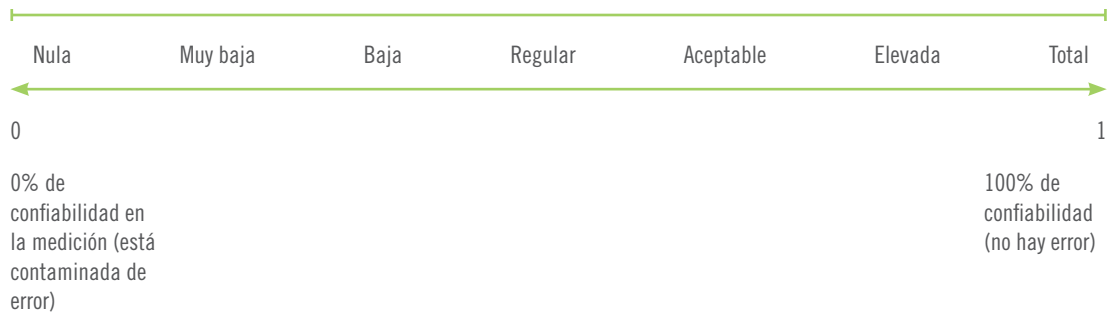 Nula Muy baja Baja Regular Aceptable Elevada Total
0 1
0% de
confiabilidad en
la medición (está
contaminada de
error)
100% de
confiabilidad
(no hay error)